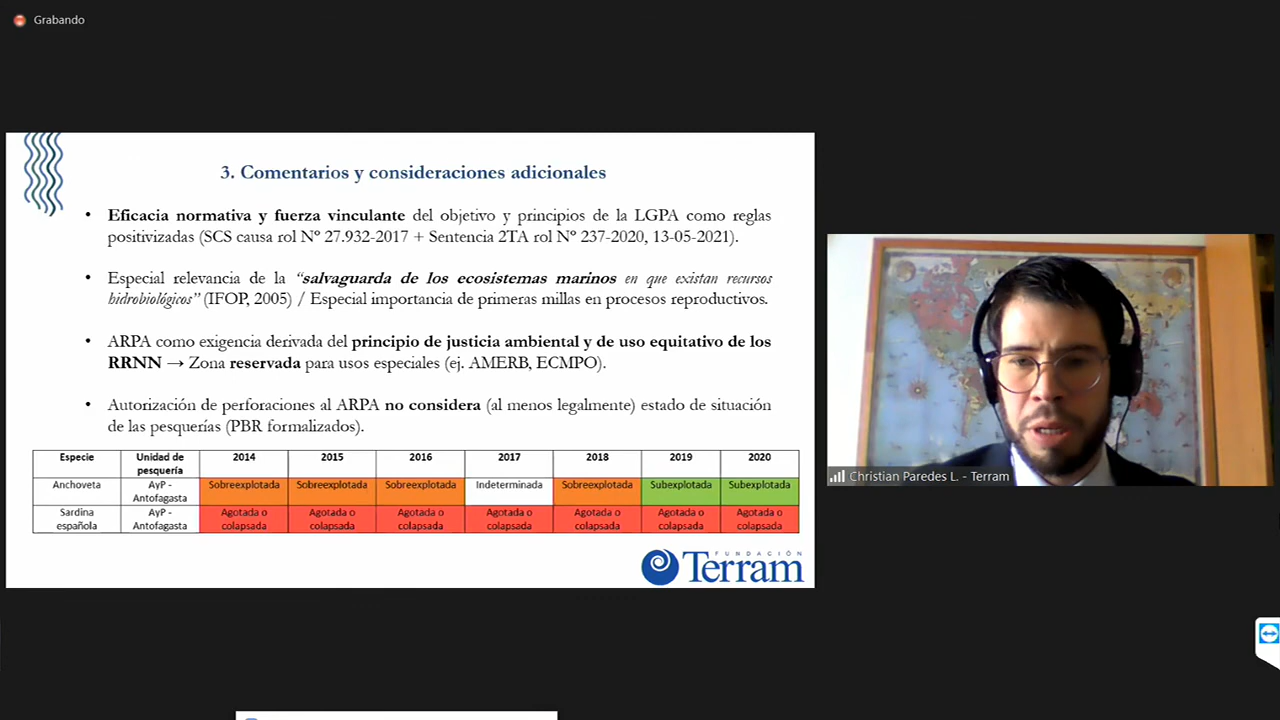 Grabando
3. Comentarios y consideraciones adicionales
• Eficacia normativa y fuerza vinculante del objetivo y principios de la LGPA como reglas
positivizadas (SCS causa rol Nº 27.932-2017 + Sentencia 2TA rol Nº 237-2020, 13-05-2021).
• Especial relevancia de la “salvaguarda de los ecosistemas marinos en que existan recursos
hidrobiológicos” (IFOP, 2005) / Especial importancia de primeras millas en procesos reproductivos.
• ARPA como exigencia derivada del principio de justicia ambiental y de uso equitativo de los
RRNN → Zona reservada para usos especiales (ej. AMERB, ECMPO).
• Autorización de perforaciones al ARPA no considera (al menos legalmente) estado de situación
de las pesquerías (PBR formalizados).
Especie Unidad de pesquería 2014 2015 2016 2017 2018 2019 2020
Anchoveta AyP - Antofagasta Sobreexplotada Sobreexplotada Sobreexplotada Indeterminada Sobreexplotada Subexplotada Subexplotada
Sardina española AyP - Antofagasta Agotada o colapsada Agotada o colapsada Agotada o colapsada Agotada o colapsada Agotada o colapsada Agotada o colapsada Agotada o colapsada
FUNDACIÓN
Terram
Christian Paredes L. - Terram